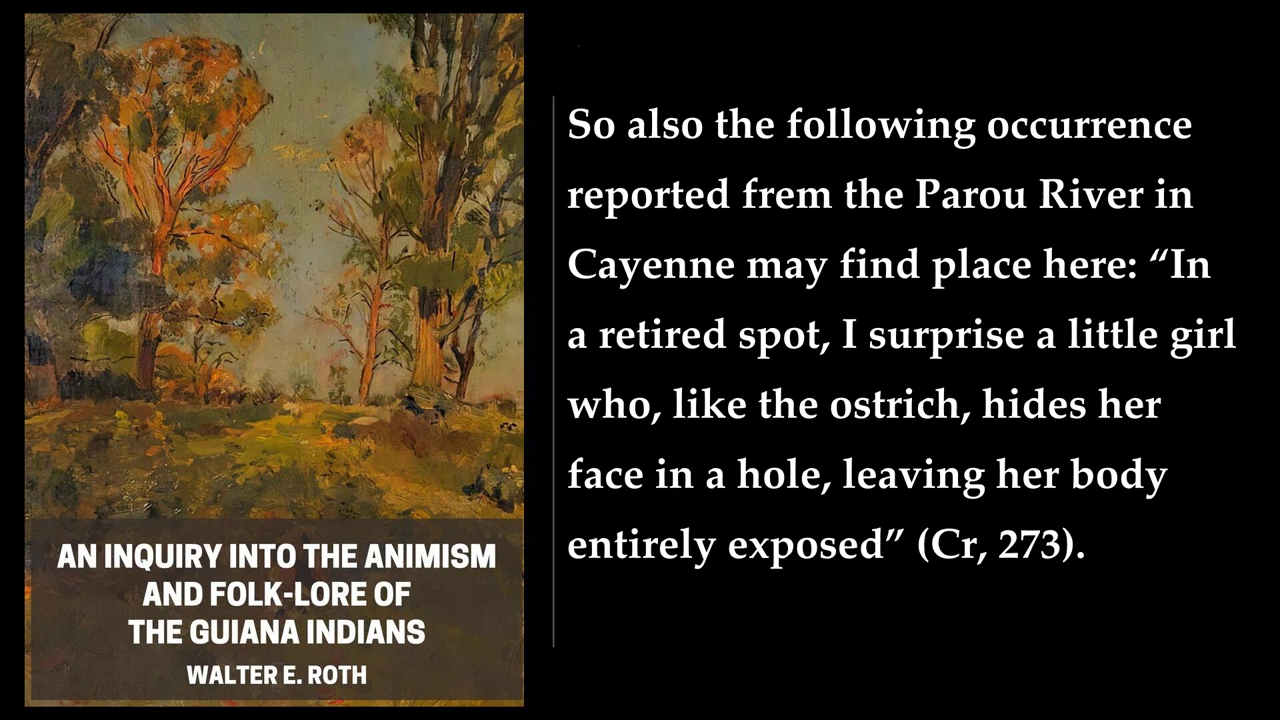 AN INQUIRY INTO THE ANIMISM
AND FOLK-LORE OF
THE GUIANA INDIANS
WALTER E. ROTH
So also the following occurrence
reported frem the Parou River in
Cayenne may find place here: “In
a retired spot, I surprise a little girl
who, like the ostrich, hides her
face in a hole, leaving her body
entirely exposed” (Cr, 273).